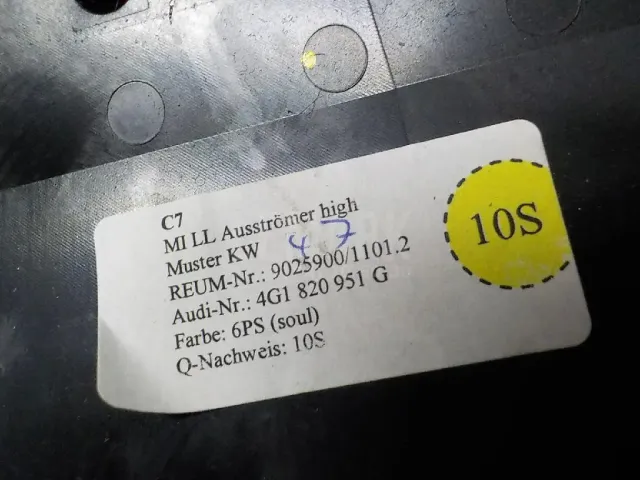 C7
MI LL Ausströmer high
Muster KW 47
REUM-Nr.: 9025900/1101.2
Audi-Nr.: 4G1 820 951 G
Farbe: 6PS (soul)
Q-Nachweis: 10S
10S